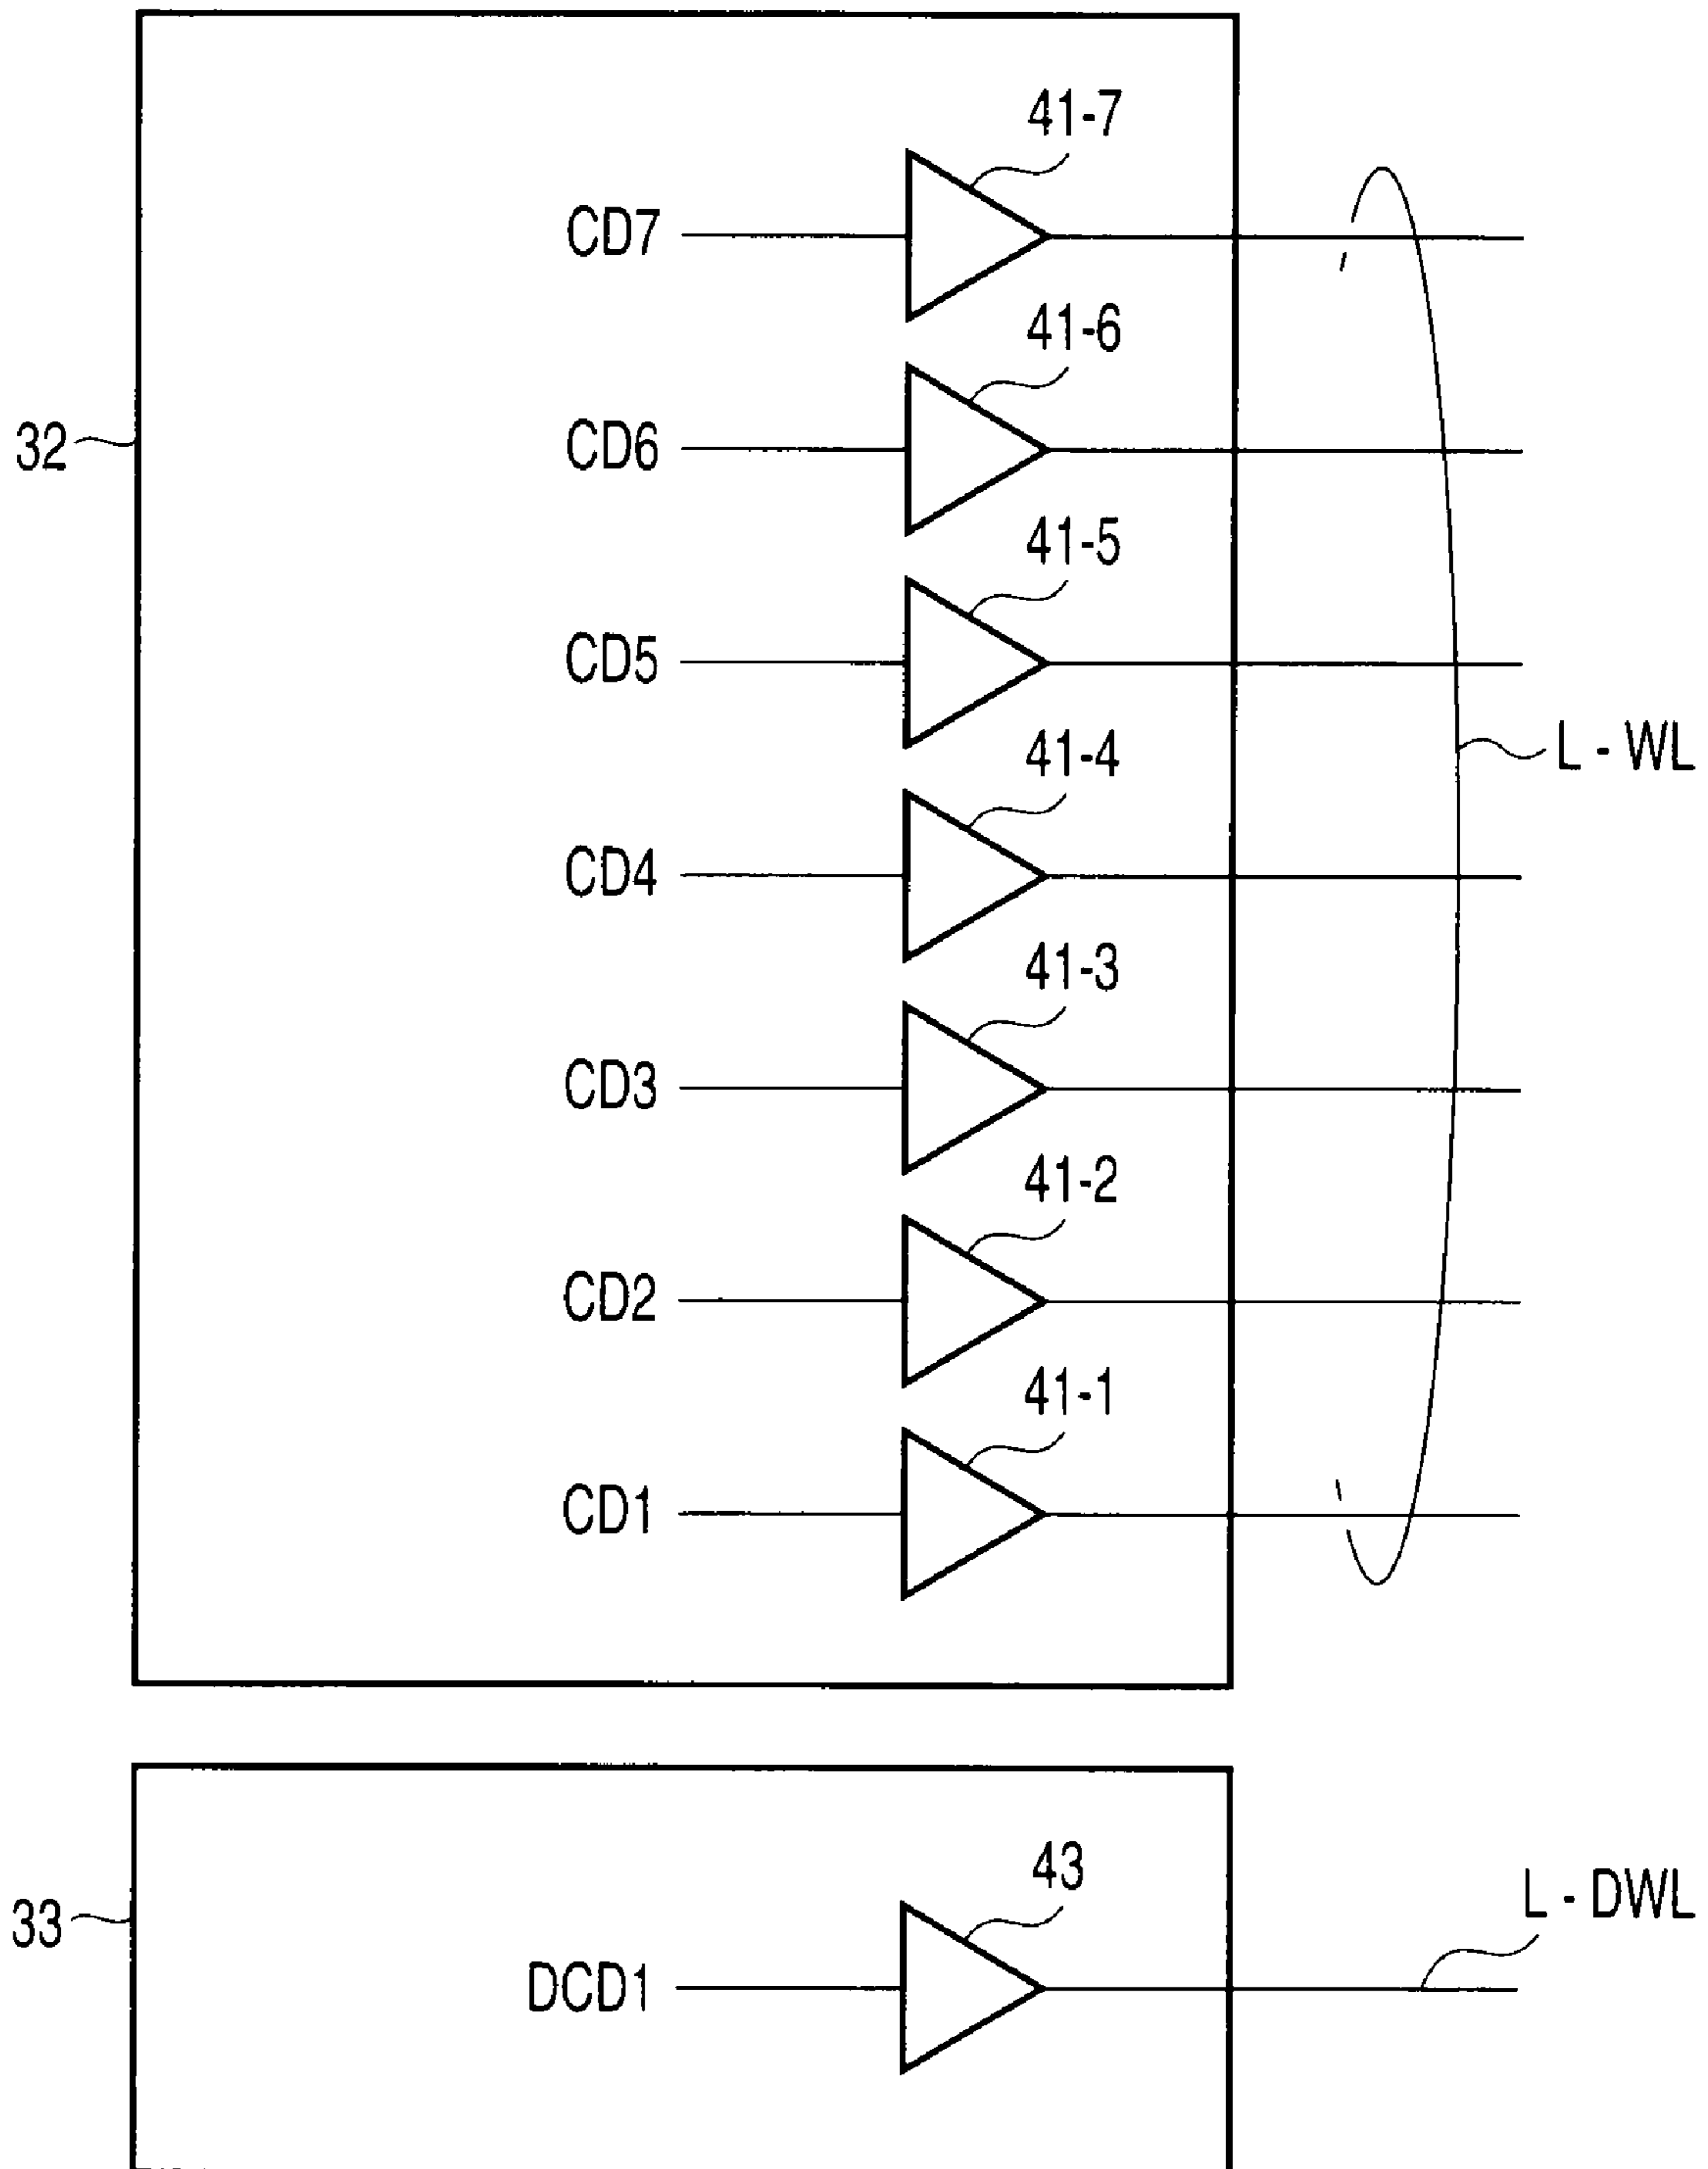 41-7
CD7
41-6
32
CD6
41-5
CD5
L - WL
41-4
CD4
41-3
CD3
41-2
CD2
41-1
CD1
43
L - DWL
33
DCD1